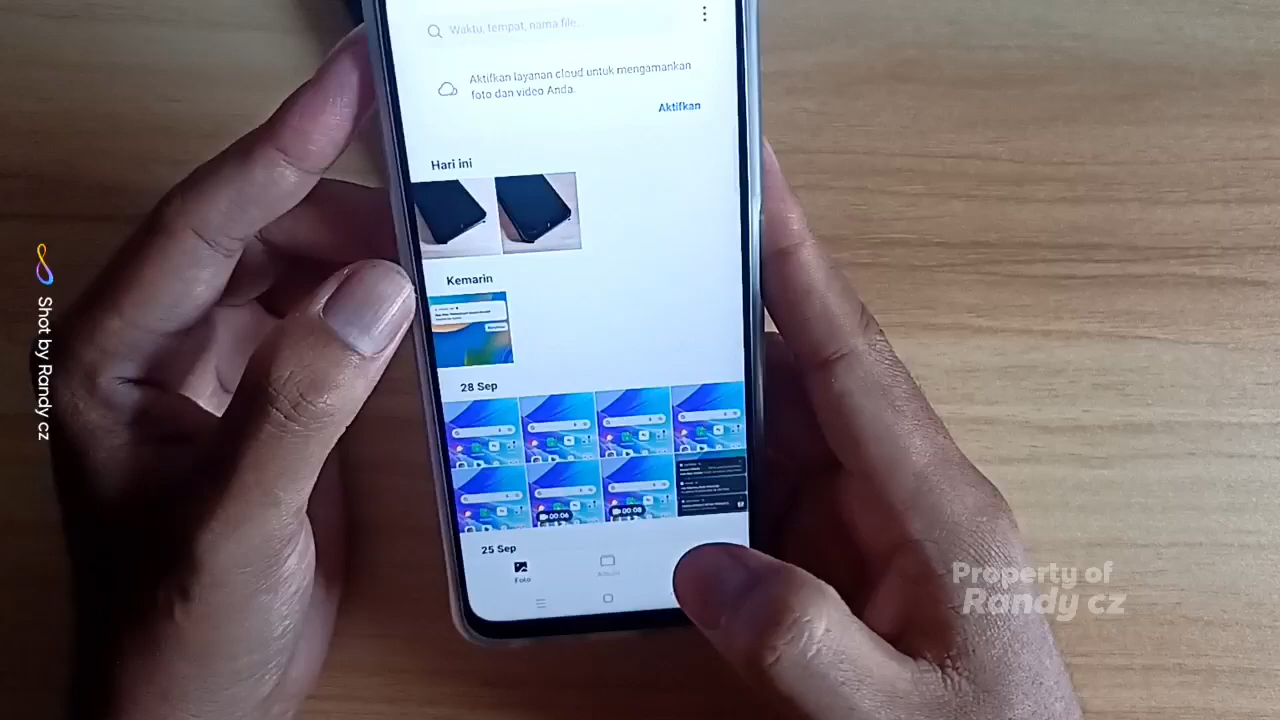 Waktu, tempat, nama file...
Aktifkan layanan cloud untuk mengamankan
foto dan video Anda.
Aktifkan
Hari ini
Kemarin
28 Sep
00:06
00:08
25 Sep
Foto
Album
Shot by Randy cz
Property of
Randy cz